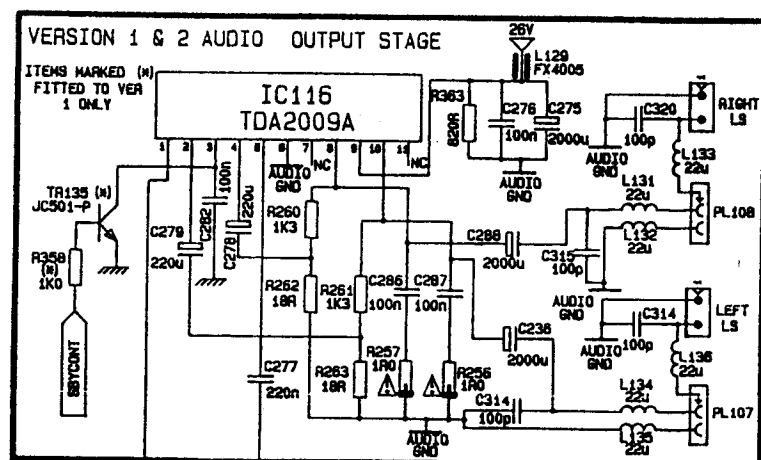 VERSION 1 & 2 AUDIO OUTPUT STAGE
ITEMS MARKED (*)
FITTED TO VER
1 ONLY
IC116
TDA2009A
1 2 3 4 5 6 7 8 9 10 11
NC
NC
AUDIO
GND
26V
L129
FX4005
R363
820R
C276
100n
C275
2000u
AUDIO
GND
C320
100p
RIGHT
LS
AUDIO
GND
L133
22u
L131
22u
L132
22u
PL108
TR135 (*)
JC501-P
R358
(*)
1K0
SBYCONT
C279
220u
C282
100n
C278
220u
R260
1K3
R262
18R
R261
1K3
C286
100n
C287
100n
C288
2000u
C315
100p
AUDIO
GND
C236
2000u
C277
220n
R263
18R
R257
1R0
R256
1R0
AUDIO
GND
C314
100p
LEFT
LS
AUDIO
GND
C314
100p
L136
22u
L134
22u
L135
22u
PL107